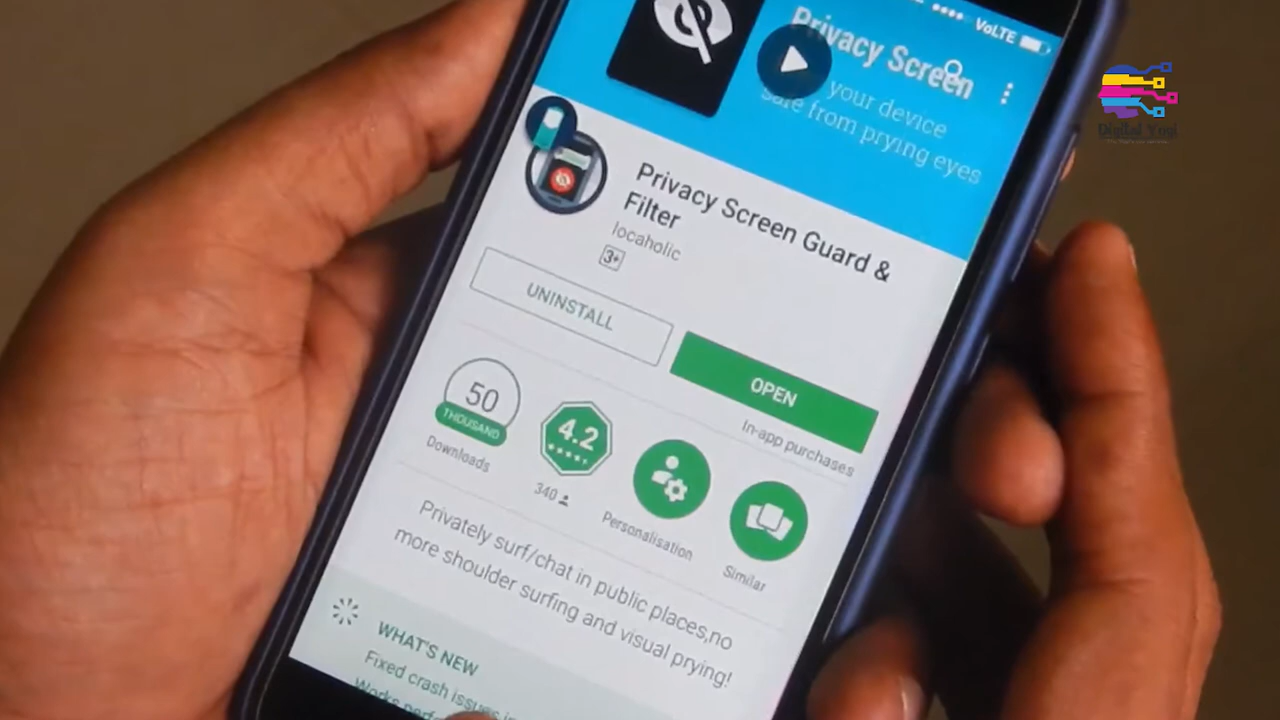 VoLTE
Privacy Screen
your device
safe from prying eyes
Digital Yogi
Privacy Screen Guard &
Filter
locaholic
3+
UNINSTALL
OPEN
In-app purchases
50
THOUSAND
Downloads
4.2
340
Personalisation
Similar
Privately surf/chat in public places,no
more shoulder surfing and visual prying!
WHAT'S NEW
Fixed crash issues
Works